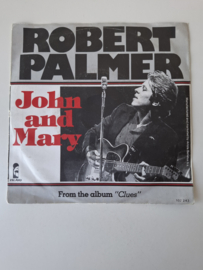 ROBERT
PALMER
John
and
Mary
From the album "Clues"